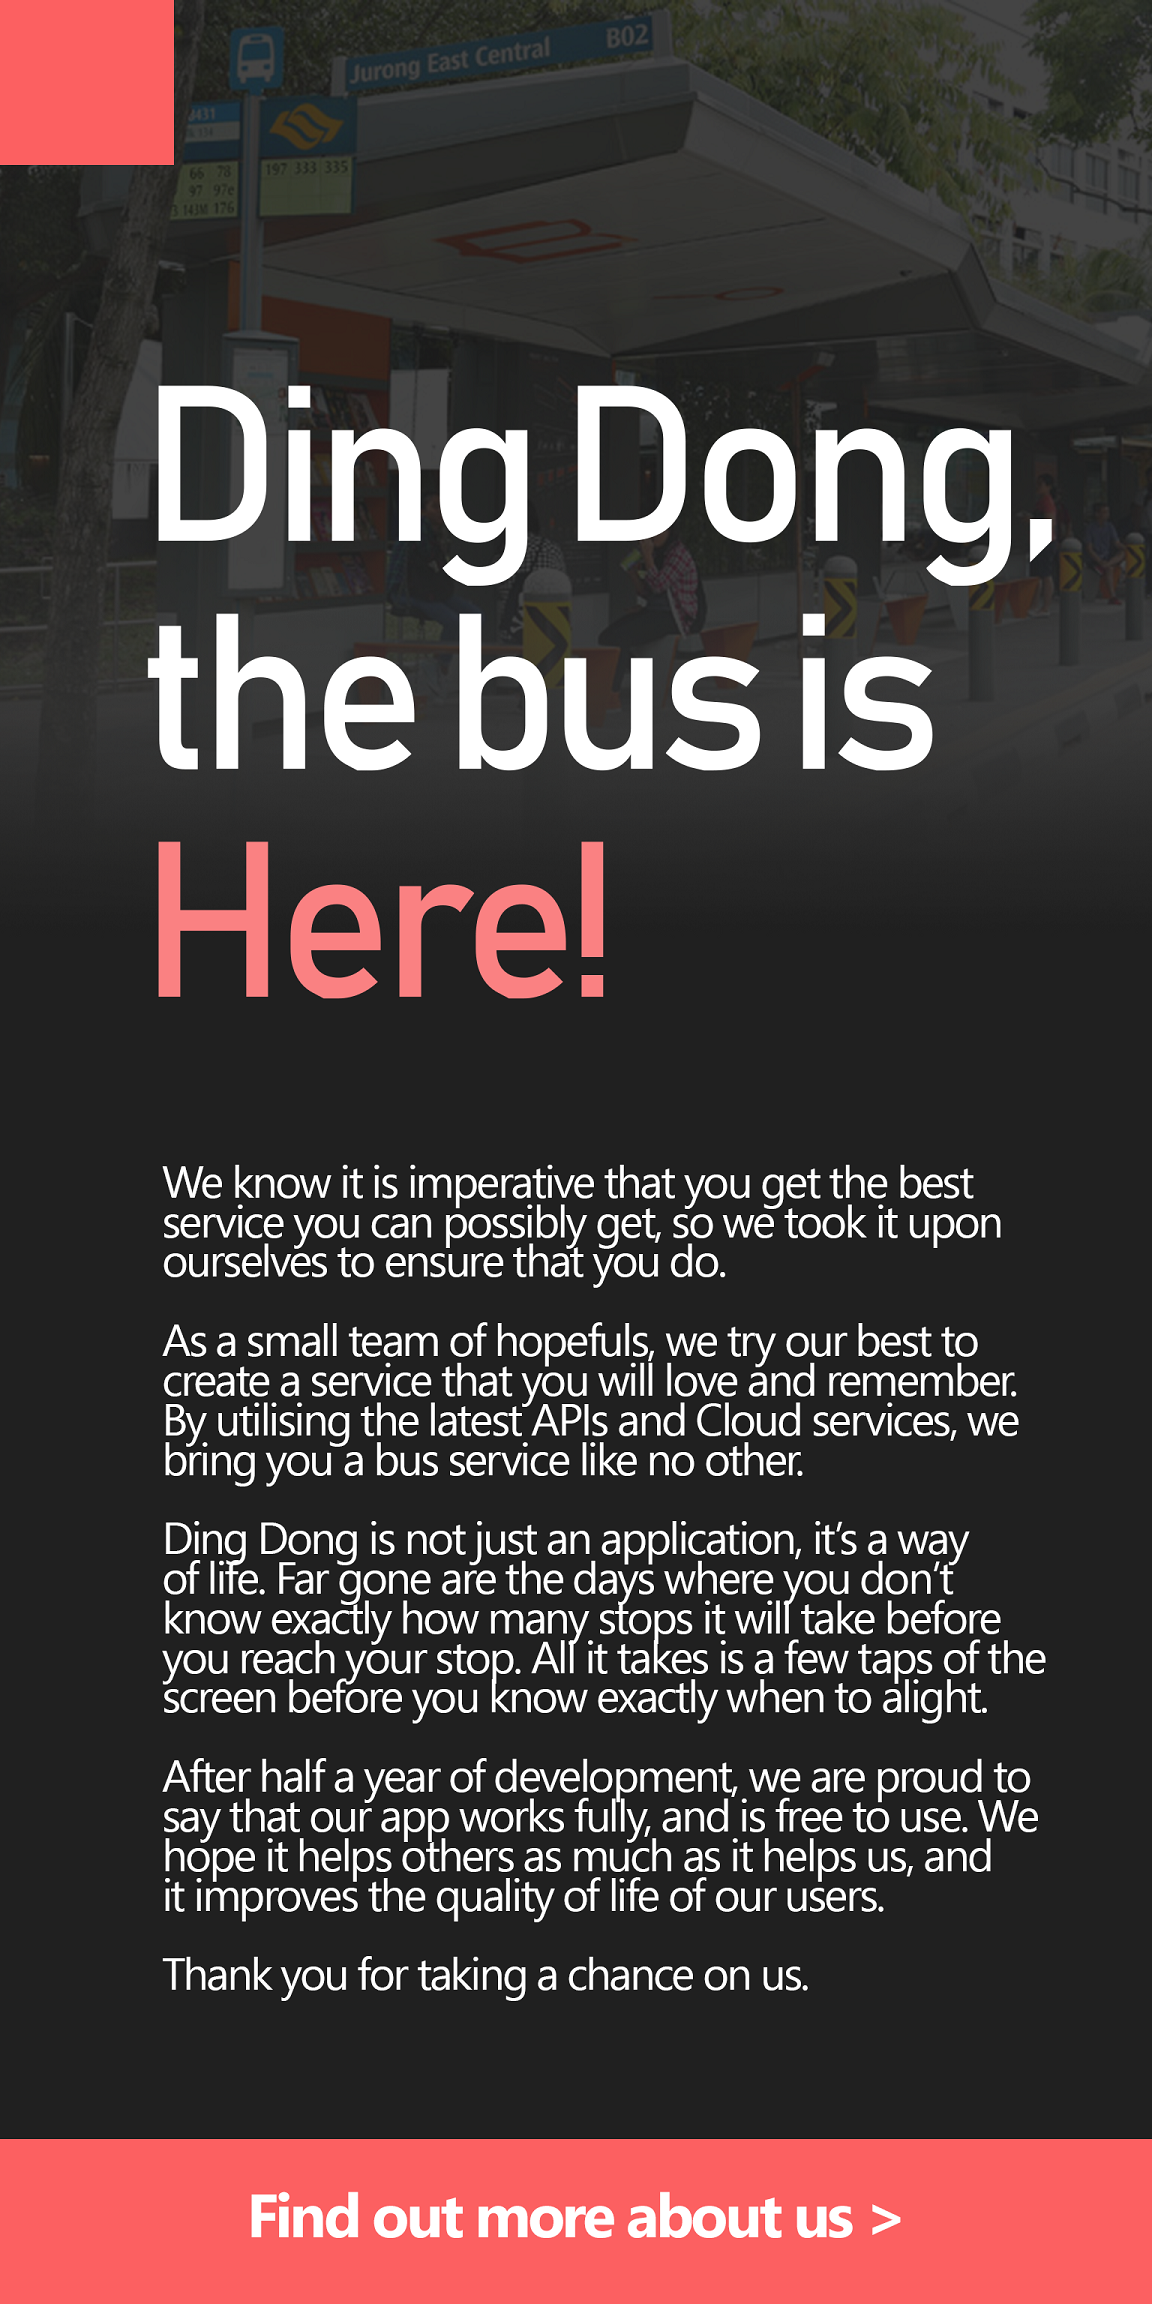 Jurong East Central B02
66 78 197 333 335
97 97e
143M 176
Ding Dong,
the bus is
Here!
We know it is imperative that you get the best
service you can possibly get, so we took it upon
ourselves to ensure that you do.
As a small team of hopefuls, we try our best to
create a service that you will love and remember.
By utilising the latest APIs and Cloud services, we
bring you a bus service like no other.
Ding Dong is not just an application, it’s a way
of life. Far gone are the days where you don’t
know exactly how many stops it will take before
you reach your stop. All it takes is a few taps of the
screen before you know exactly when to alight.
After half a year of development, we are proud to
say that our app works fully, and is free to use. We
hope it helps others as much as it helps us, and
it improves the quality of life of our users.
Thank you for taking a chance on us.
Find out more about us >